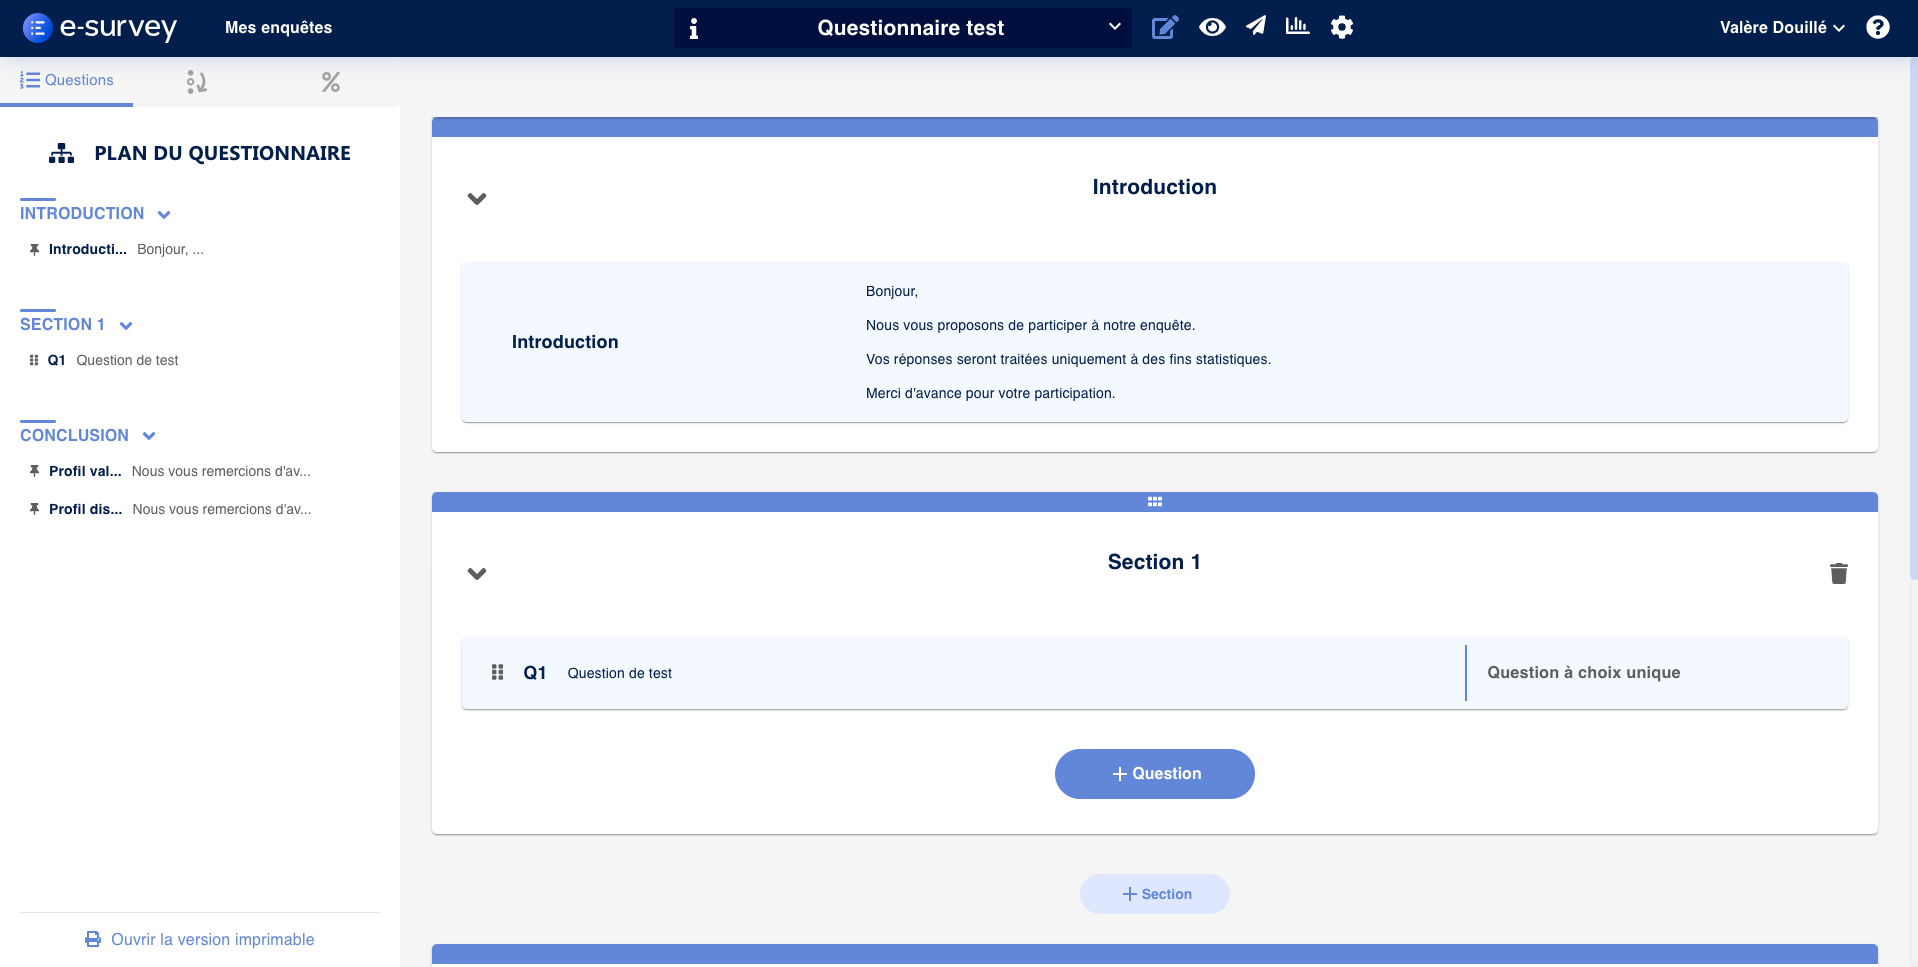 e-survey
Mes enquêtes
i
Questionnaire test
Valère Douillé
?
Questions
%
PLAN DU QUESTIONNAIRE
INTRODUCTION
Introducti... Bonjour, ...
SECTION 1
Q1 Question de test
CONCLUSION
Profil val... Nous vous remercions d'av...
Profil dis... Nous vous remercions d'av...
Ouvrir la version imprimable
Introduction
Introduction
Bonjour,
Nous vous proposons de participer à notre enquête.
Vos réponses seront traitées uniquement à des fins statistiques.
Merci d'avance pour votre participation.
Section 1
Q1 Question de test
Question à choix unique
+ Question
+ Section